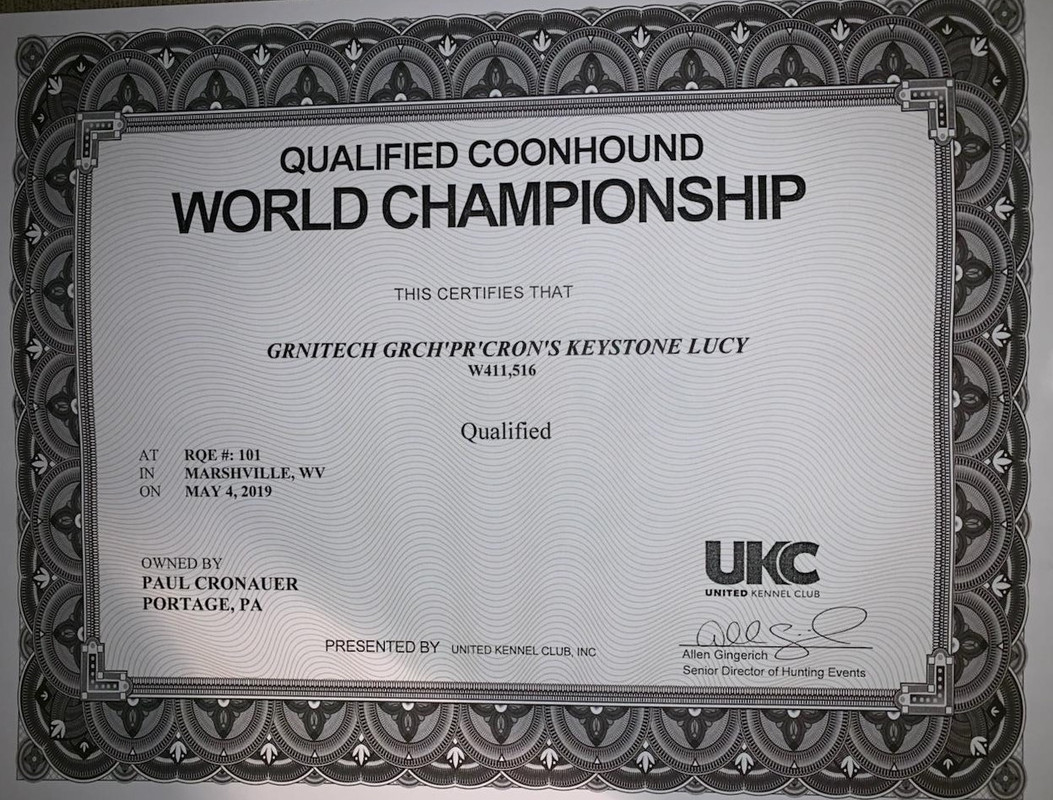 QUALIFIED COONHOUND
WORLD CHAMPIONSHIP
THIS CERTIFIES THAT
GRNITECH GRCH'PR'CRON'S KEYSTONE LUCY
W411,516
Qualified
AT RQE #: 101
IN MARSHVILLE, WV
ON MAY 4, 2019
OWNED BY
PAUL CRONAUER
PORTAGE, PA
PRESENTED BY UNITED KENNEL CLUB, INC
UKC
UNITED KENNEL CLUB
Allen Gingerich
Senior Director of Hunting Events